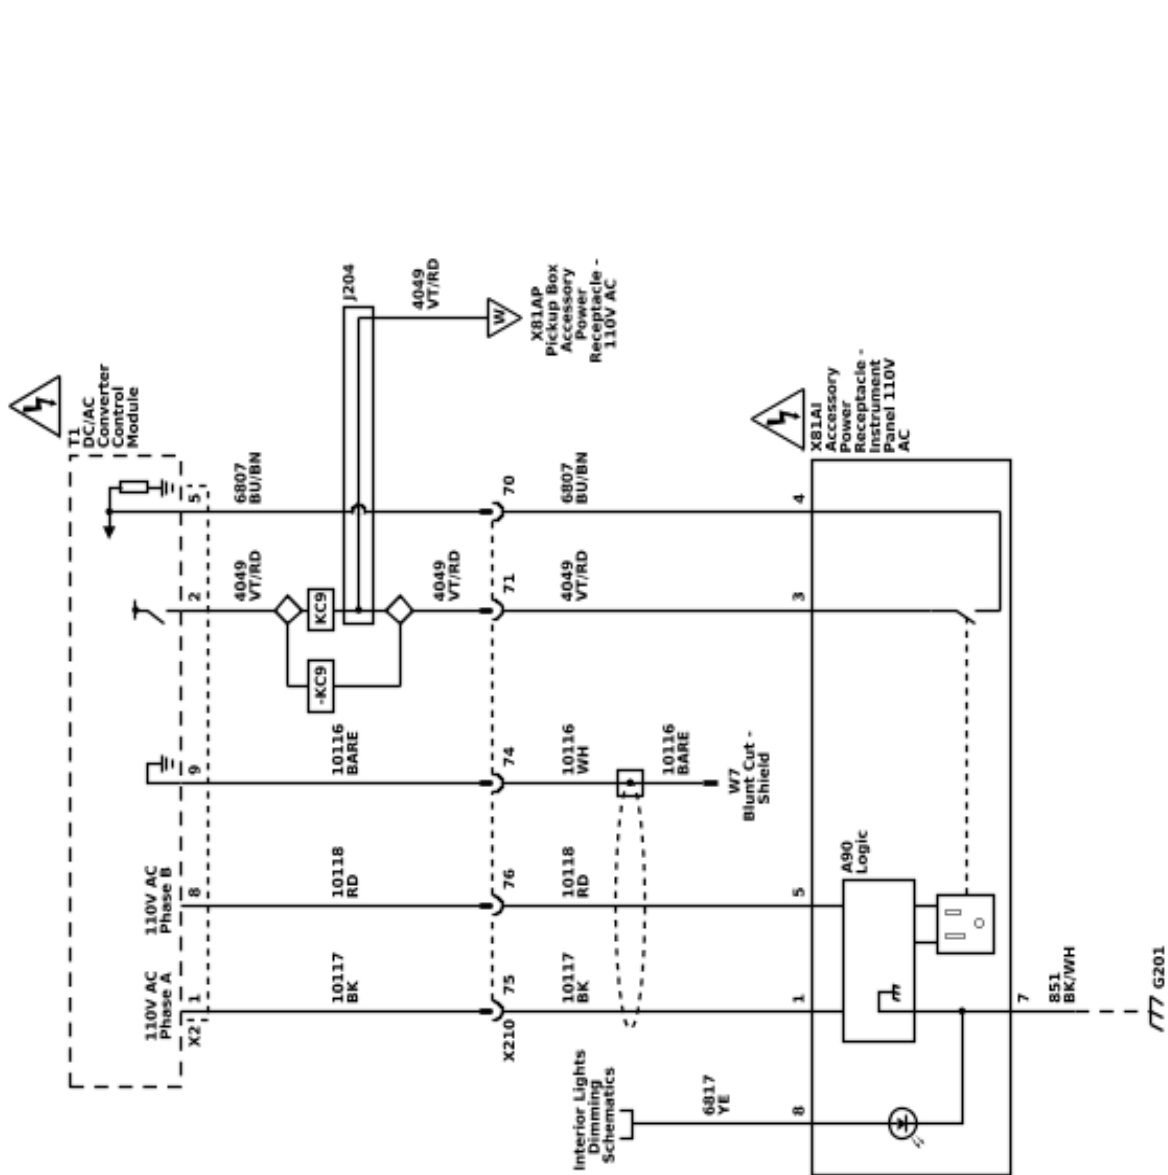 T1
DC/AC
Converter
Control
Module
110V AC
Phase A
110V AC
Phase B
X2
1
8
9
2
5
10117
BK
10118
RD
10116
BARE
4049
VT/RD
6807
BU/BN
KC9
-KC9
J204
4049
VT/RD
W
X81AP
Pickup Box
Accessory
Power
Receptacle -
110V AC
4049
VT/RD
X210
75
76
74
71
70
10117
BK
10118
RD
10116
WH
10116
BARE
4049
VT/RD
6807
BU/BN
W7
Blunt Cut -
Shield
Interior Lights
Dimming
Schematics
6817
YE
8
1
5
3
4
X81AI
Accessory
Power
Receptacle -
Instrument
Panel 110V
AC
A90
Logic
7
851
BK/WH
G201